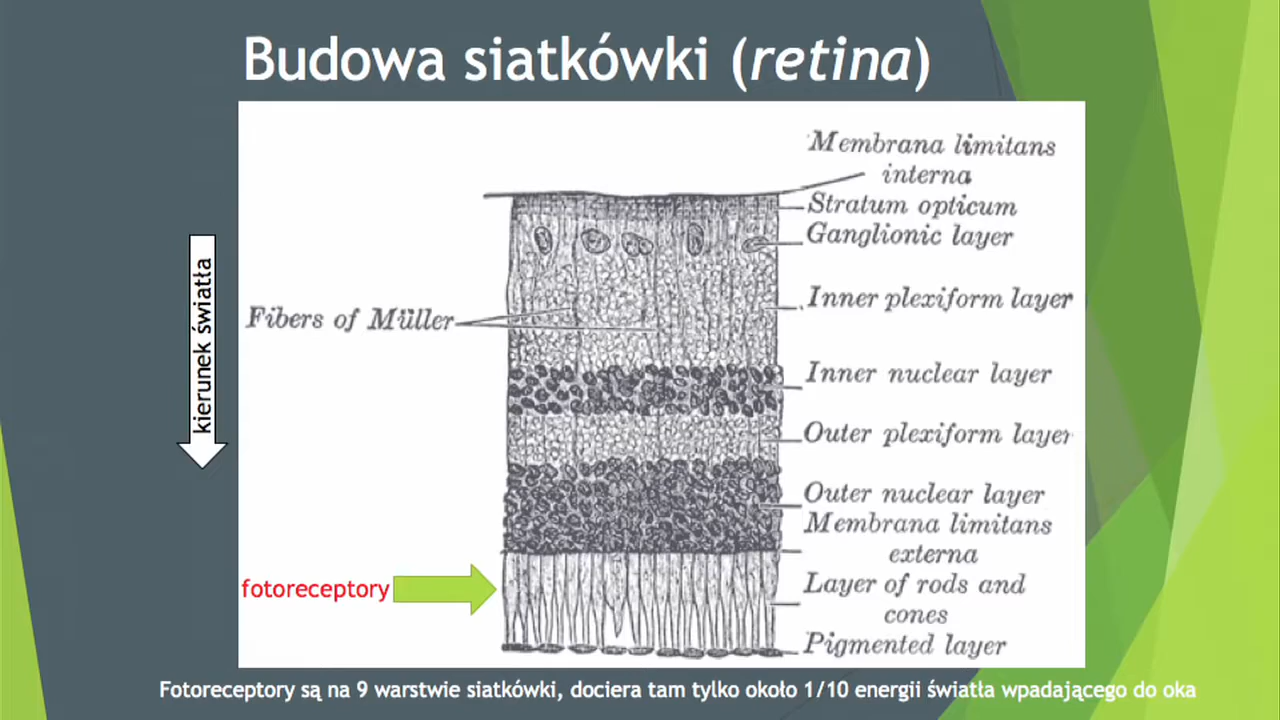 Budowa siatkówki (retina)
Membrana limitans
interna
Stratum opticum
Ganglionic layer
Inner plexiform layer
Fibers of Müller
Inner nuclear layer
Outer plexiform layer
Outer nuclear layer
Membrana limitans
externa
Layer of rods and
cones
Pigmented layer
kierunek światła
fotoreceptory
Fotoreceptory są na 9 warstwie siatkówki, dociera tam tylko około 1/10 energii światła wpadającego do oka